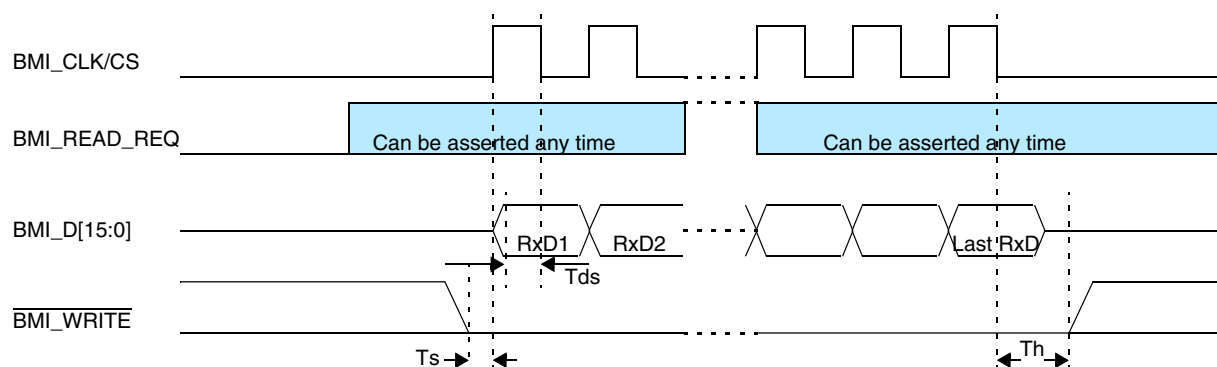 BMI_CLK/CS
BMI_READ_REQ
Can be asserted any time
Can be asserted any time
BMI_D[15:0]
RxD1
RxD2
Last RxD
Tds
BMI_WRITE
Ts
Th